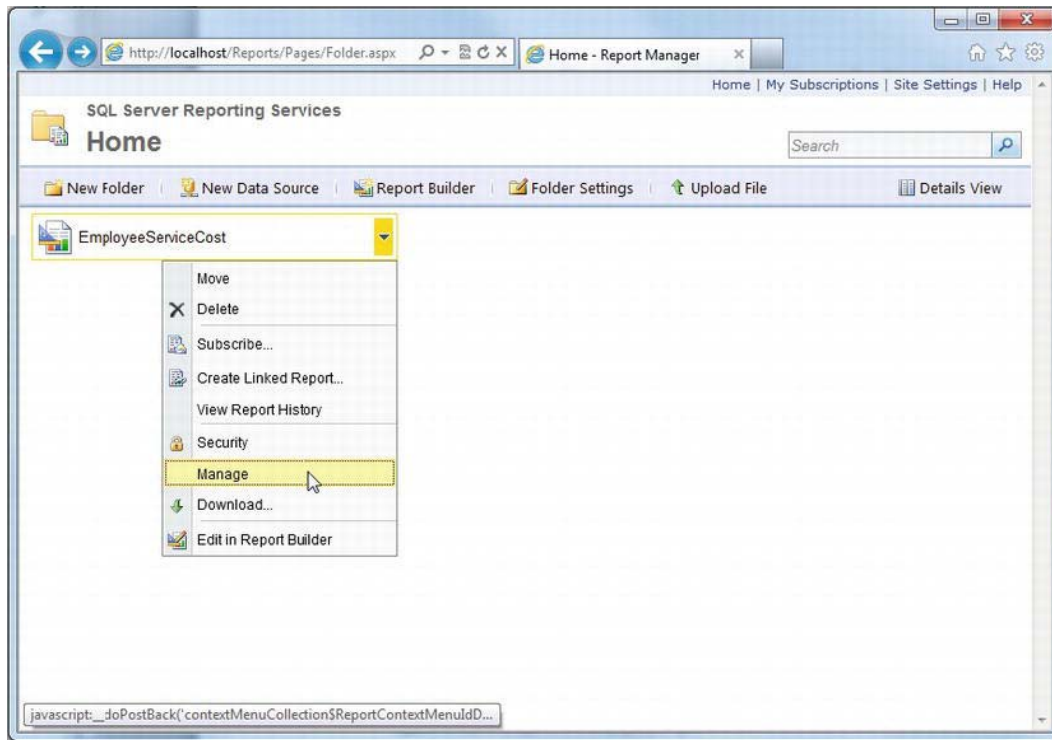 http://localhost/Reports/Pages/Folder.aspx
Home - Report Manager
Home | My Subscriptions | Site Settings | Help
SQL Server Reporting Services
Home
Search
New Folder | New Data Source | Report Builder | Folder Settings | Upload File Details View
EmployeeServiceCost
Move
Delete
Subscribe...
Create Linked Report...
View Report History
Security
Manage
Download...
Edit in Report Builder
javascript:__doPostBack('contextMenuCollection$ReportContextMenuIdD...